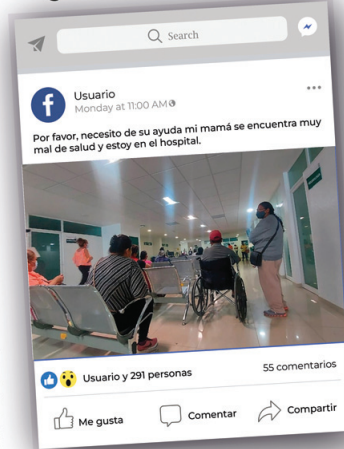 Search
Usuario
Monday at 11:00 AM
Por favor, necesito de su ayuda mi mamá se encuentra muy
mal de salud y estoy en el hospital.
Usuario y 291 personas
55 comentarios
Me gusta
Comentar
Compartir